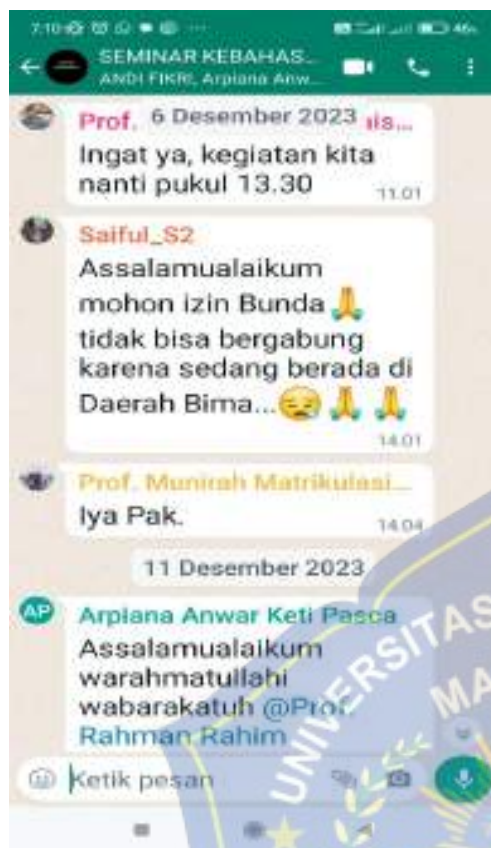 7.10
46
SEMINAR KEBAHAS...
ANDI FIKRI, Arpiana Anw...
Prof.
6 Desember 2023
Ingat ya, kegiatan kita
nanti pukul 13.30
11.01
Saiful_S2
Assalamualaikum
mohon izin Bunda 🙏
tidak bisa bergabung
karena sedang berada di
Daerah Bima...😪🙏🙏
14.01
Prof. Munirah Matrikulasi...
Iya Pak.
14.04
11 Desember 2023
AP
Arpiana Anwar Keti Pasca
Assalamualaikum
warahmatullahi
wabarakatuh @Prof.
Rahman Rahim
Ketik pesan